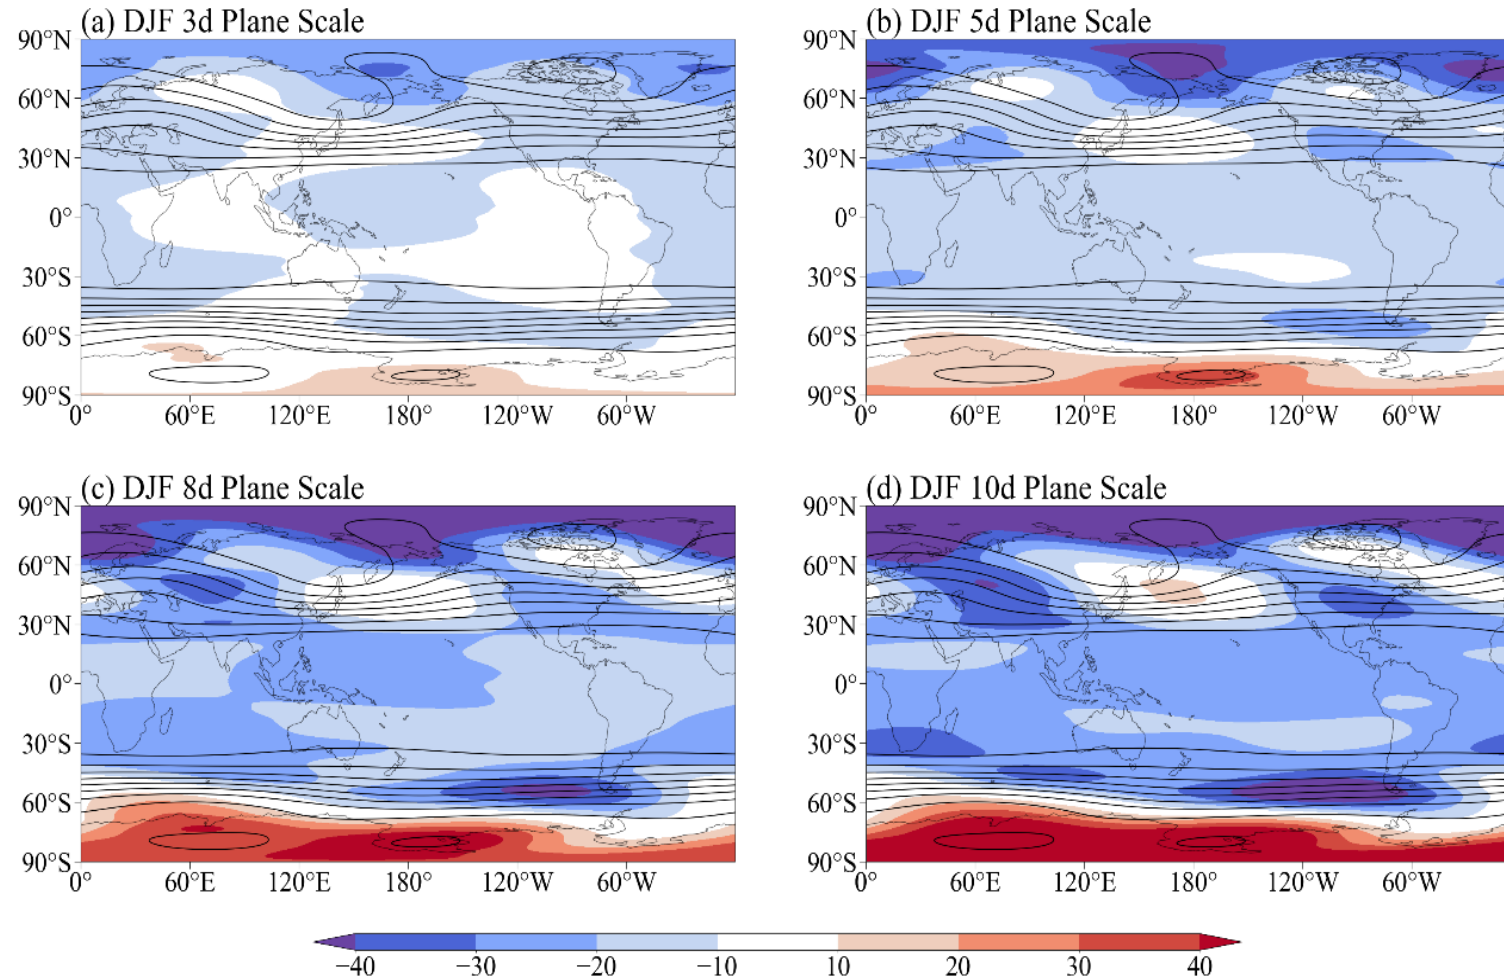 (a) DJF 3d Plane Scale
90°N
60°N
30°N
0°
30°S
60°S
90°S
0° 60°E 120°E 180° 120°W 60°W
(b) DJF 5d Plane Scale
90°N
60°N
30°N
0°
30°S
60°S
90°S
0° 60°E 120°E 180° 120°W 60°W
(c) DJF 8d Plane Scale
90°N
60°N
30°N
0°
30°S
60°S
90°S
0° 60°E 120°E 180° 120°W 60°W
(d) DJF 10d Plane Scale
90°N
60°N
30°N
0°
30°S
60°S
90°S
0° 60°E 120°E 180° 120°W 60°W
−40 −30 −20 −10 10 20 30 40